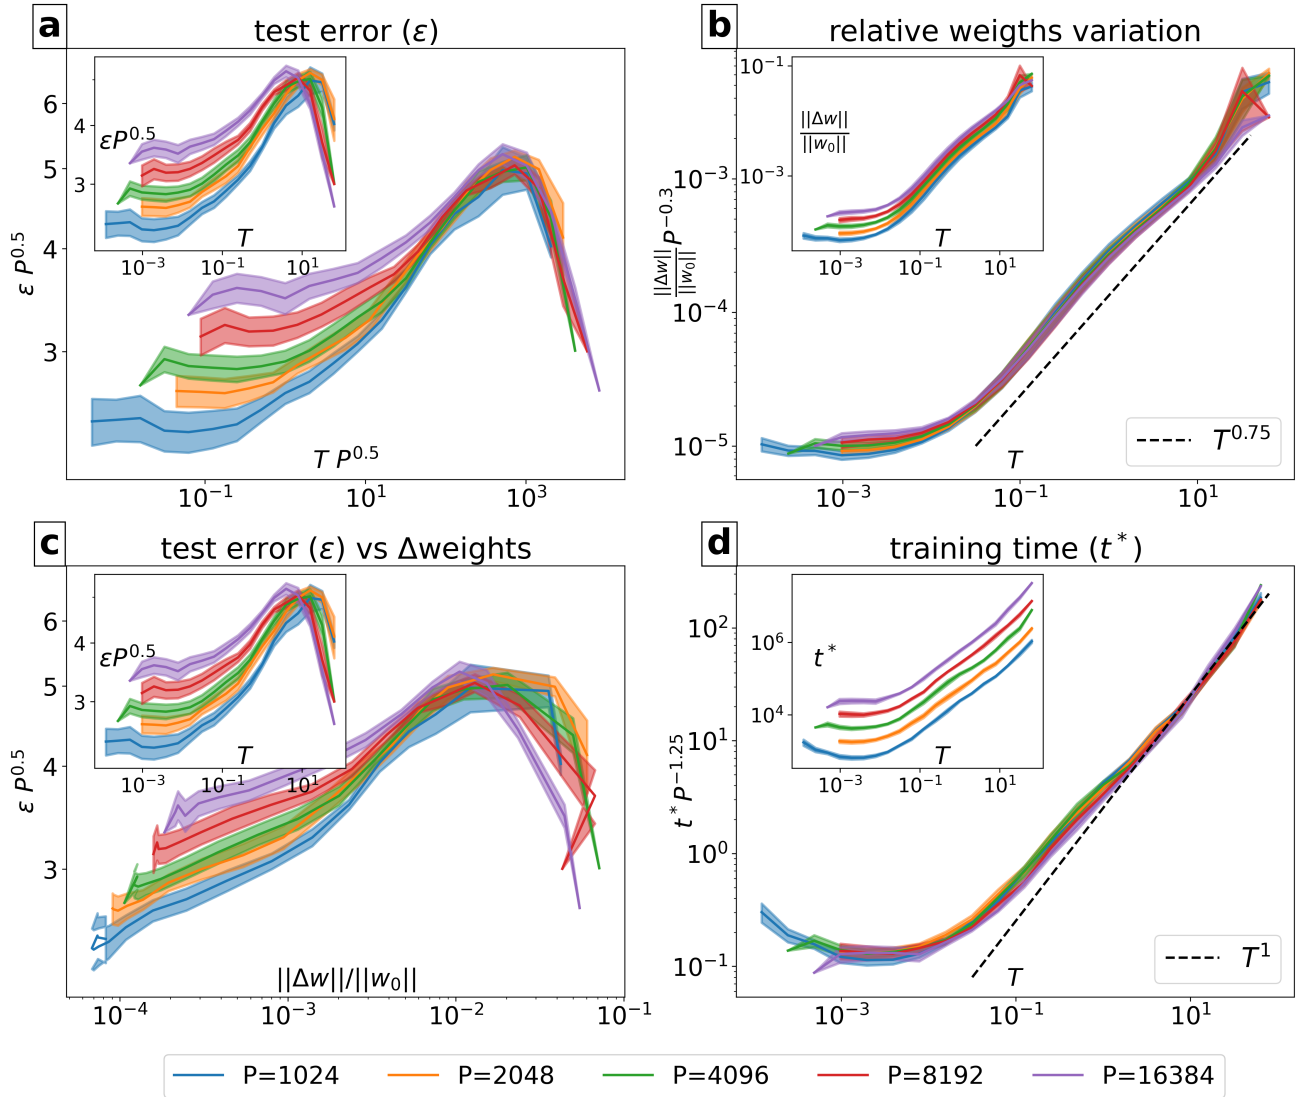 a
test error (ε)
6
5
4
3
ε P^0.5
T P^0.5
10^−1
10^1
10^3
εP^0.5
4
3
T
10^−3
10^−1
10^1
b
relative weigths variation
10^−3
10^−4
10^−5
||Δw||/||w_0|| P^−0.3
T
T^0.75
10^−3
10^−1
10^1
10^−1
10^−3
||Δw||/||w_0||
T
10^−3
10^−1
10^1
c
test error (ε) vs Δweights
6
5
4
3
ε P^0.5
||Δw||/||w_0||
10^−4
10^−3
10^−2
10^−1
εP^0.5
4
3
T
10^−3
10^−1
10^1
d
training time (t^*)
10^2
10^1
10^0
10^−1
t^* P^−1.25
T
T^1
10^−3
10^−1
10^1
10^6
10^4
t^*
T
10^−3
10^−1
10^1
P=1024
P=2048
P=4096
P=8192
P=16384